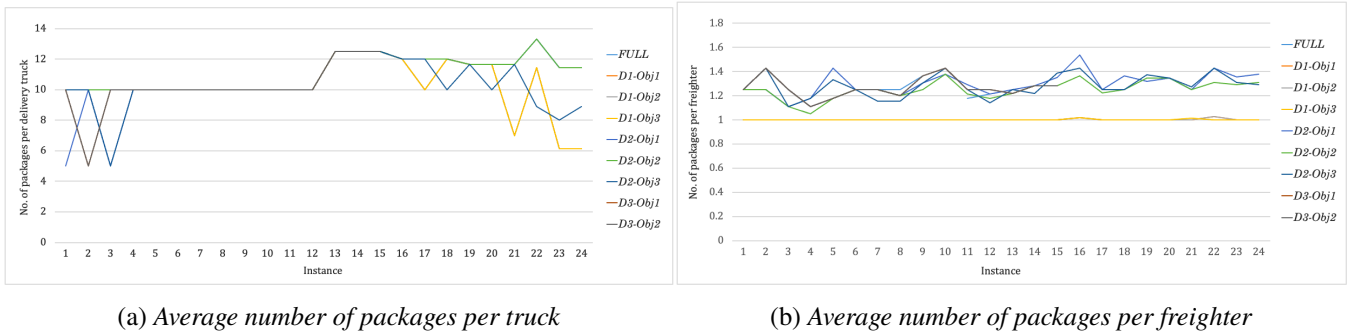 No. of packages per delivery truck
14
12
10
8
6
4
2
0
1 2 3 4 5 6 7 8 9 10 11 12 13 14 15 16 17 18 19 20 21 22 23 24
Instance
FULL
D1-Obj1
D1-Obj2
D1-Obj3
D2-Obj1
D2-Obj2
D2-Obj3
D3-Obj1
D3-Obj2
(a) Average number of packages per truck
No. of packages per freighter
1.8
1.6
1.4
1.2
1
0.8
0.6
0.4
0.2
0
1 2 3 4 5 6 7 8 9 10 11 12 13 14 15 16 17 18 19 20 21 22 23 24
Instance
FULL
D1-Obj1
D1-Obj2
D1-Obj3
D2-Obj1
D2-Obj2
D2-Obj3
D3-Obj1
D3-Obj2
(b) Average number of packages per freighter